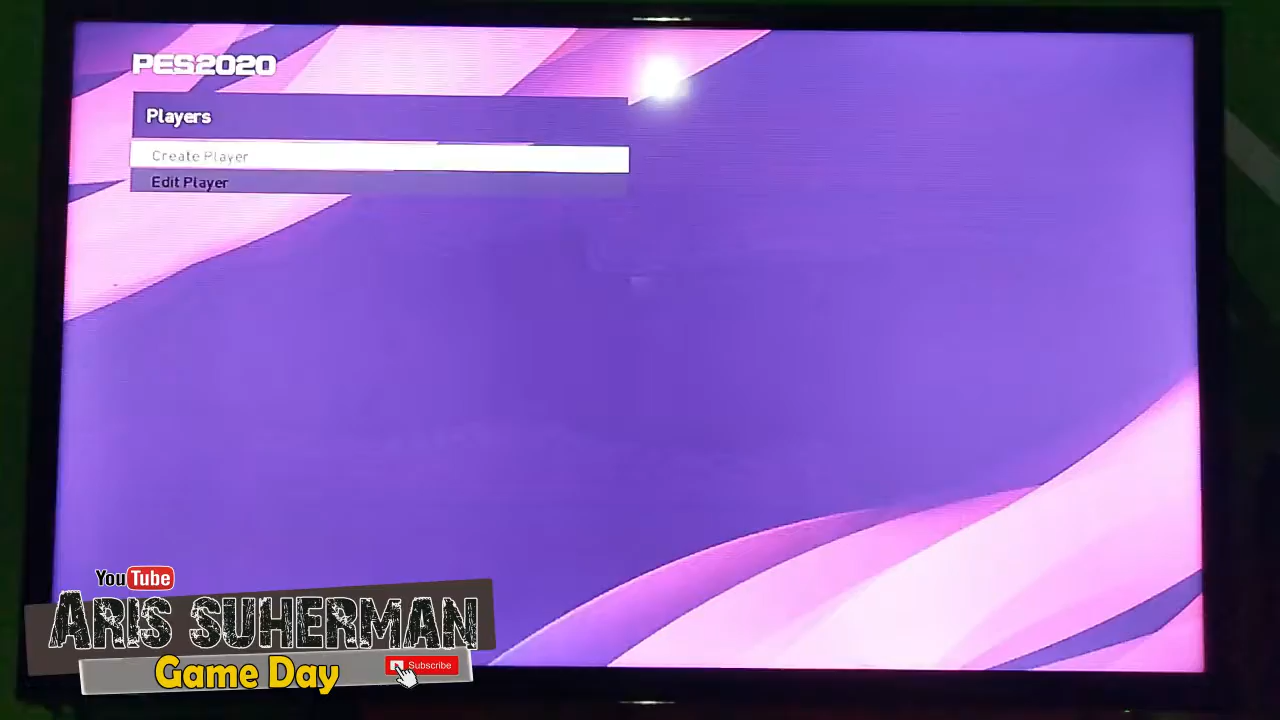 PES2020
Players
Create Player
Edit Player
YouTube
ARIS SUHERMAN
Game Day
Subscribe